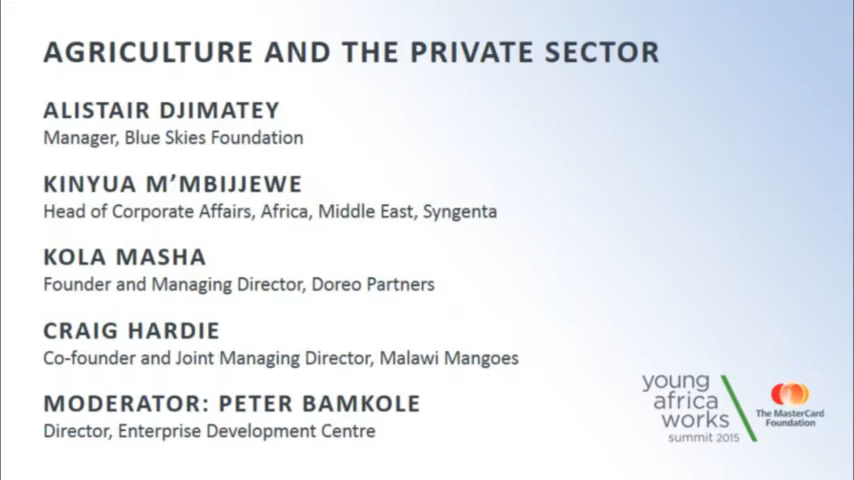 AGRICULTURE AND THE PRIVATE SECTOR
ALISTAIR DJIMATEY
Manager, Blue Skies Foundation
KINYUA M’MBIJJEWE
Head of Corporate Affairs, Africa, Middle East, Syngenta
KOLA MASHA
Founder and Managing Director, Doreo Partners
CRAIG HARDIE
Co-founder and Joint Managing Director, Malawi Mangoes
MODERATOR: PETER BAMKOLE
Director, Enterprise Development Centre
young
africa
works
summit 2015
The MasterCard
Foundation